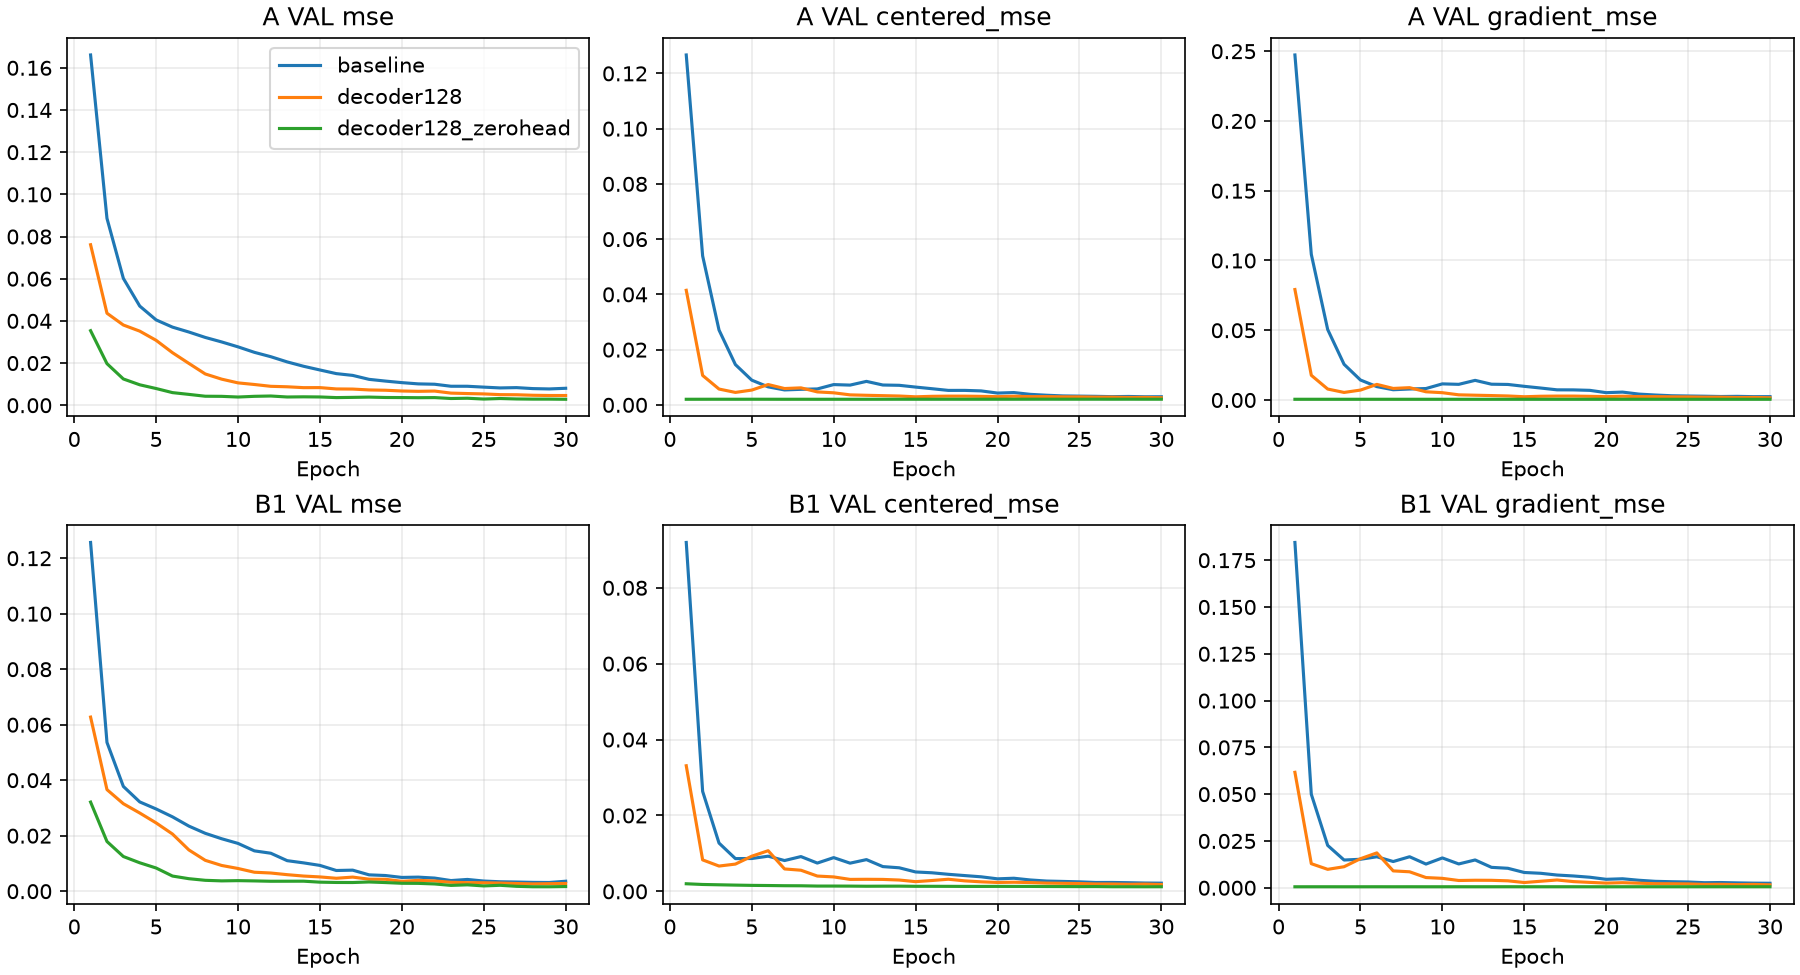 A VAL mse
0.16
0.14
0.12
0.10
0.08
0.06
0.04
0.02
0.00
baseline
decoder128
decoder128_zerohead
0 5 10 15 20 25 30
Epoch
A VAL centered_mse
0.12
0.10
0.08
0.06
0.04
0.02
0.00
0 5 10 15 20 25 30
Epoch
A VAL gradient_mse
0.25
0.20
0.15
0.10
0.05
0.00
0 5 10 15 20 25 30
Epoch
B1 VAL mse
0.12
0.10
0.08
0.06
0.04
0.02
0.00
0 5 10 15 20 25 30
Epoch
B1 VAL centered_mse
0.08
0.06
0.04
0.02
0.00
0 5 10 15 20 25 30
Epoch
B1 VAL gradient_mse
0.175
0.150
0.125
0.100
0.075
0.050
0.025
0.000
0 5 10 15 20 25 30
Epoch